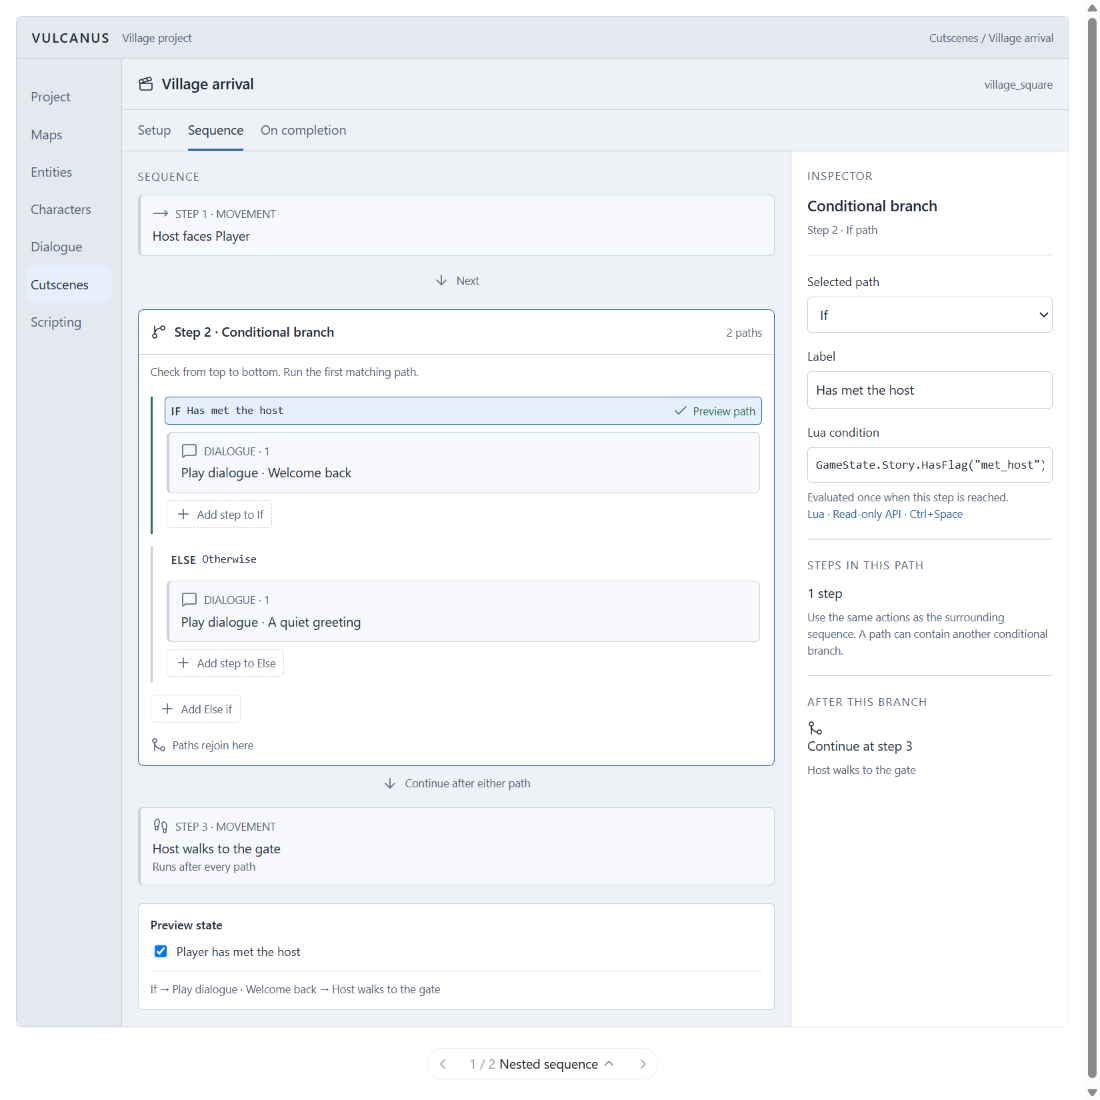 VULCANUS Village project
Cutscenes / Village arrival
Project
Maps
Entities
Characters
Dialogue
Cutscenes
Scripting
Village arrival
village_square
Setup Sequence On completion
SEQUENCE
STEP 1 · MOVEMENT
Host faces Player
Next
Step 2 · Conditional branch
2 paths
Check from top to bottom. Run the first matching path.
IF Has met the host
Preview path
DIALOGUE · 1
Play dialogue · Welcome back
Add step to If
ELSE Otherwise
DIALOGUE · 1
Play dialogue · A quiet greeting
Add step to Else
Add Else if
Paths rejoin here
Continue after either path
STEP 3 · MOVEMENT
Host walks to the gate
Runs after every path
Preview state
Player has met the host
If → Play dialogue · Welcome back → Host walks to the gate
INSPECTOR
Conditional branch
Step 2 · If path
Selected path
If
Label
Has met the host
Lua condition
GameState.Story.HasFlag("met_host")
Evaluated once when this step is reached.
Lua · Read-only API · Ctrl+Space
STEPS IN THIS PATH
1 step
Use the same actions as the surrounding
sequence. A path can contain another conditional
branch.
AFTER THIS BRANCH
Continue at step 3
Host walks to the gate
1 / 2 Nested sequence